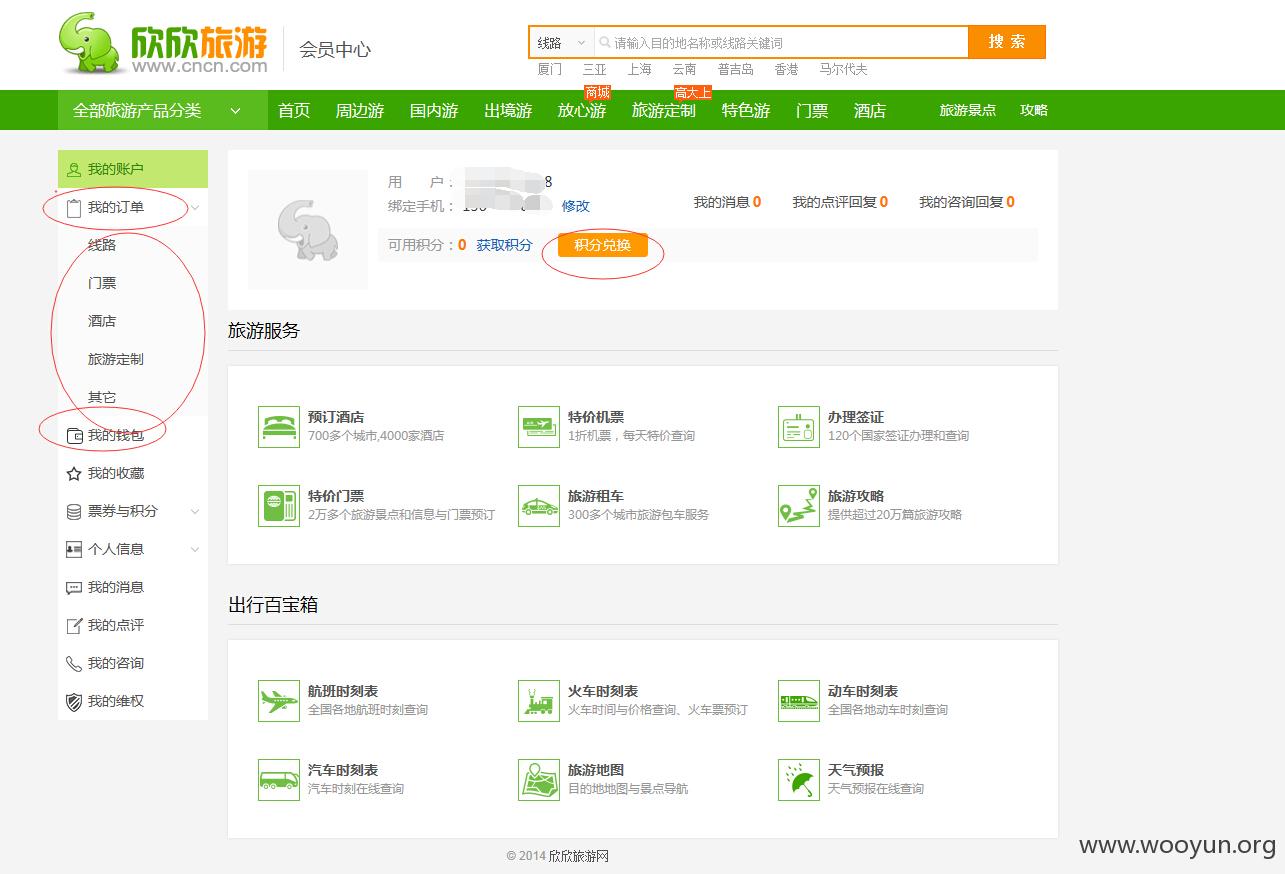 欣欣旅游
www.cncn.com
会员中心
线路
请输入目的地名称或线路关键词
搜 索
厦门 三亚 上海 云南 普吉岛 香港 马尔代夫
商城 高大上
全部旅游产品分类 首页 周边游 国内游 出境游 放心游 旅游定制 特色游 门票 酒店 旅游景点 攻略
我的账户
我的订单
线路
门票
酒店
旅游定制
其它
我的钱包
我的收藏
票券与积分
个人信息
我的消息
我的点评
我的咨询
我的维权
用 户： 8
绑定手机： 修改
我的消息 0 我的点评回复 0 我的咨询回复 0
可用积分：0 获取积分 积分兑换
旅游服务
预订酒店
700多个城市,4000家酒店
特价机票
1折机票，每天特价查询
办理签证
120个国家签证办理和查询
特价门票
2万多个旅游景点和信息与门票预订
旅游租车
300多个城市旅游包车服务
旅游攻略
提供超过20万篇旅游攻略
出行百宝箱
航班时刻表
全国各地航班时刻查询
火车时刻表
火车时间与价格查询、火车票预订
动车时刻表
全国各地动车时刻查询
汽车时刻表
汽车时刻在线查询
旅游地图
目的地地图与景点导航
天气预报
天气预报在线查询
© 2014 欣欣旅游网
www.wooyun.org